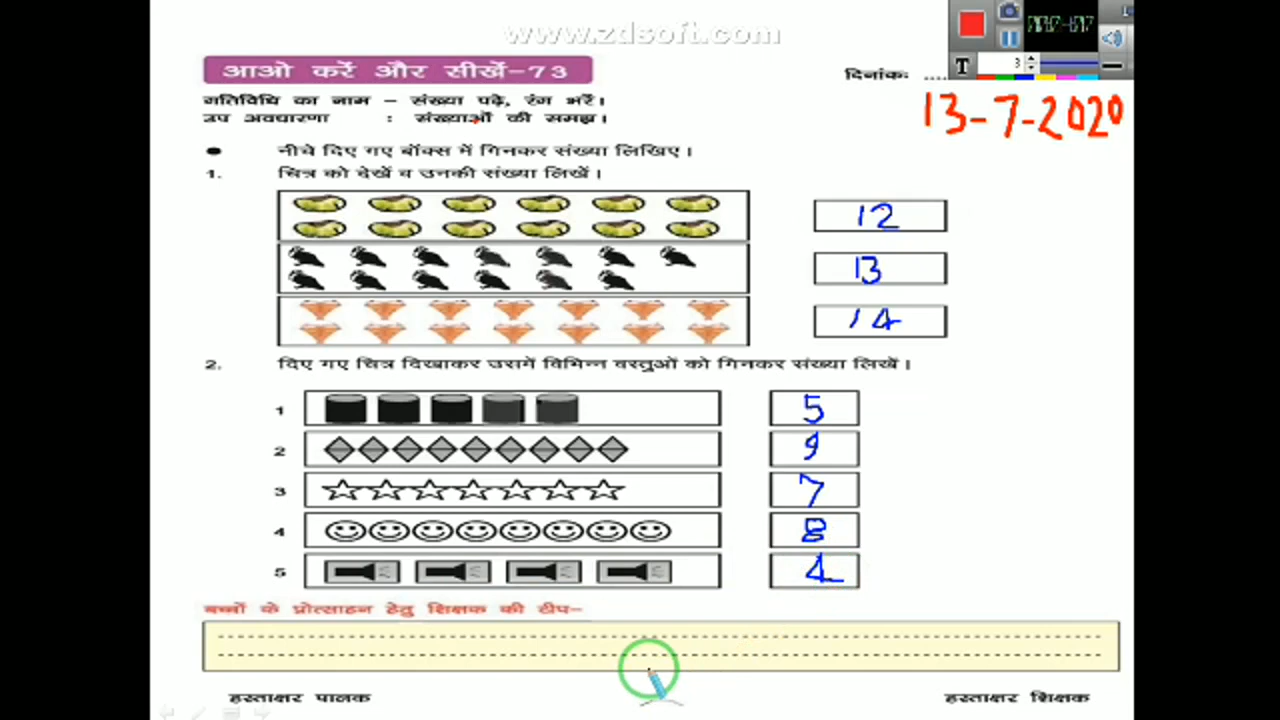 www.zdsoft.com
आओ करें और सीखें-73
दिनांक: ....
T 3
13-7-2020
गतिविधि का नाम - संख्या पढ़े, रंग भरें।
उप अवधारणा : संख्याओं की समझ।
● नीचे दिए गए बॉक्स में गिनकर संख्या लिखिए।
1. चित्र को देखें व उनकी संख्या लिखें।
12
13
14
2. दिए गए चित्र दिखाकर उसमें विभिन्न वस्तुओं को गिनकर संख्या लिखें।
1 5
2 9
3 7
4 8
5 4
बच्चों के प्रोत्साहन हेतु शिक्षक की टीप-
हस्ताक्षर पालक हस्ताक्षर शिक्षक